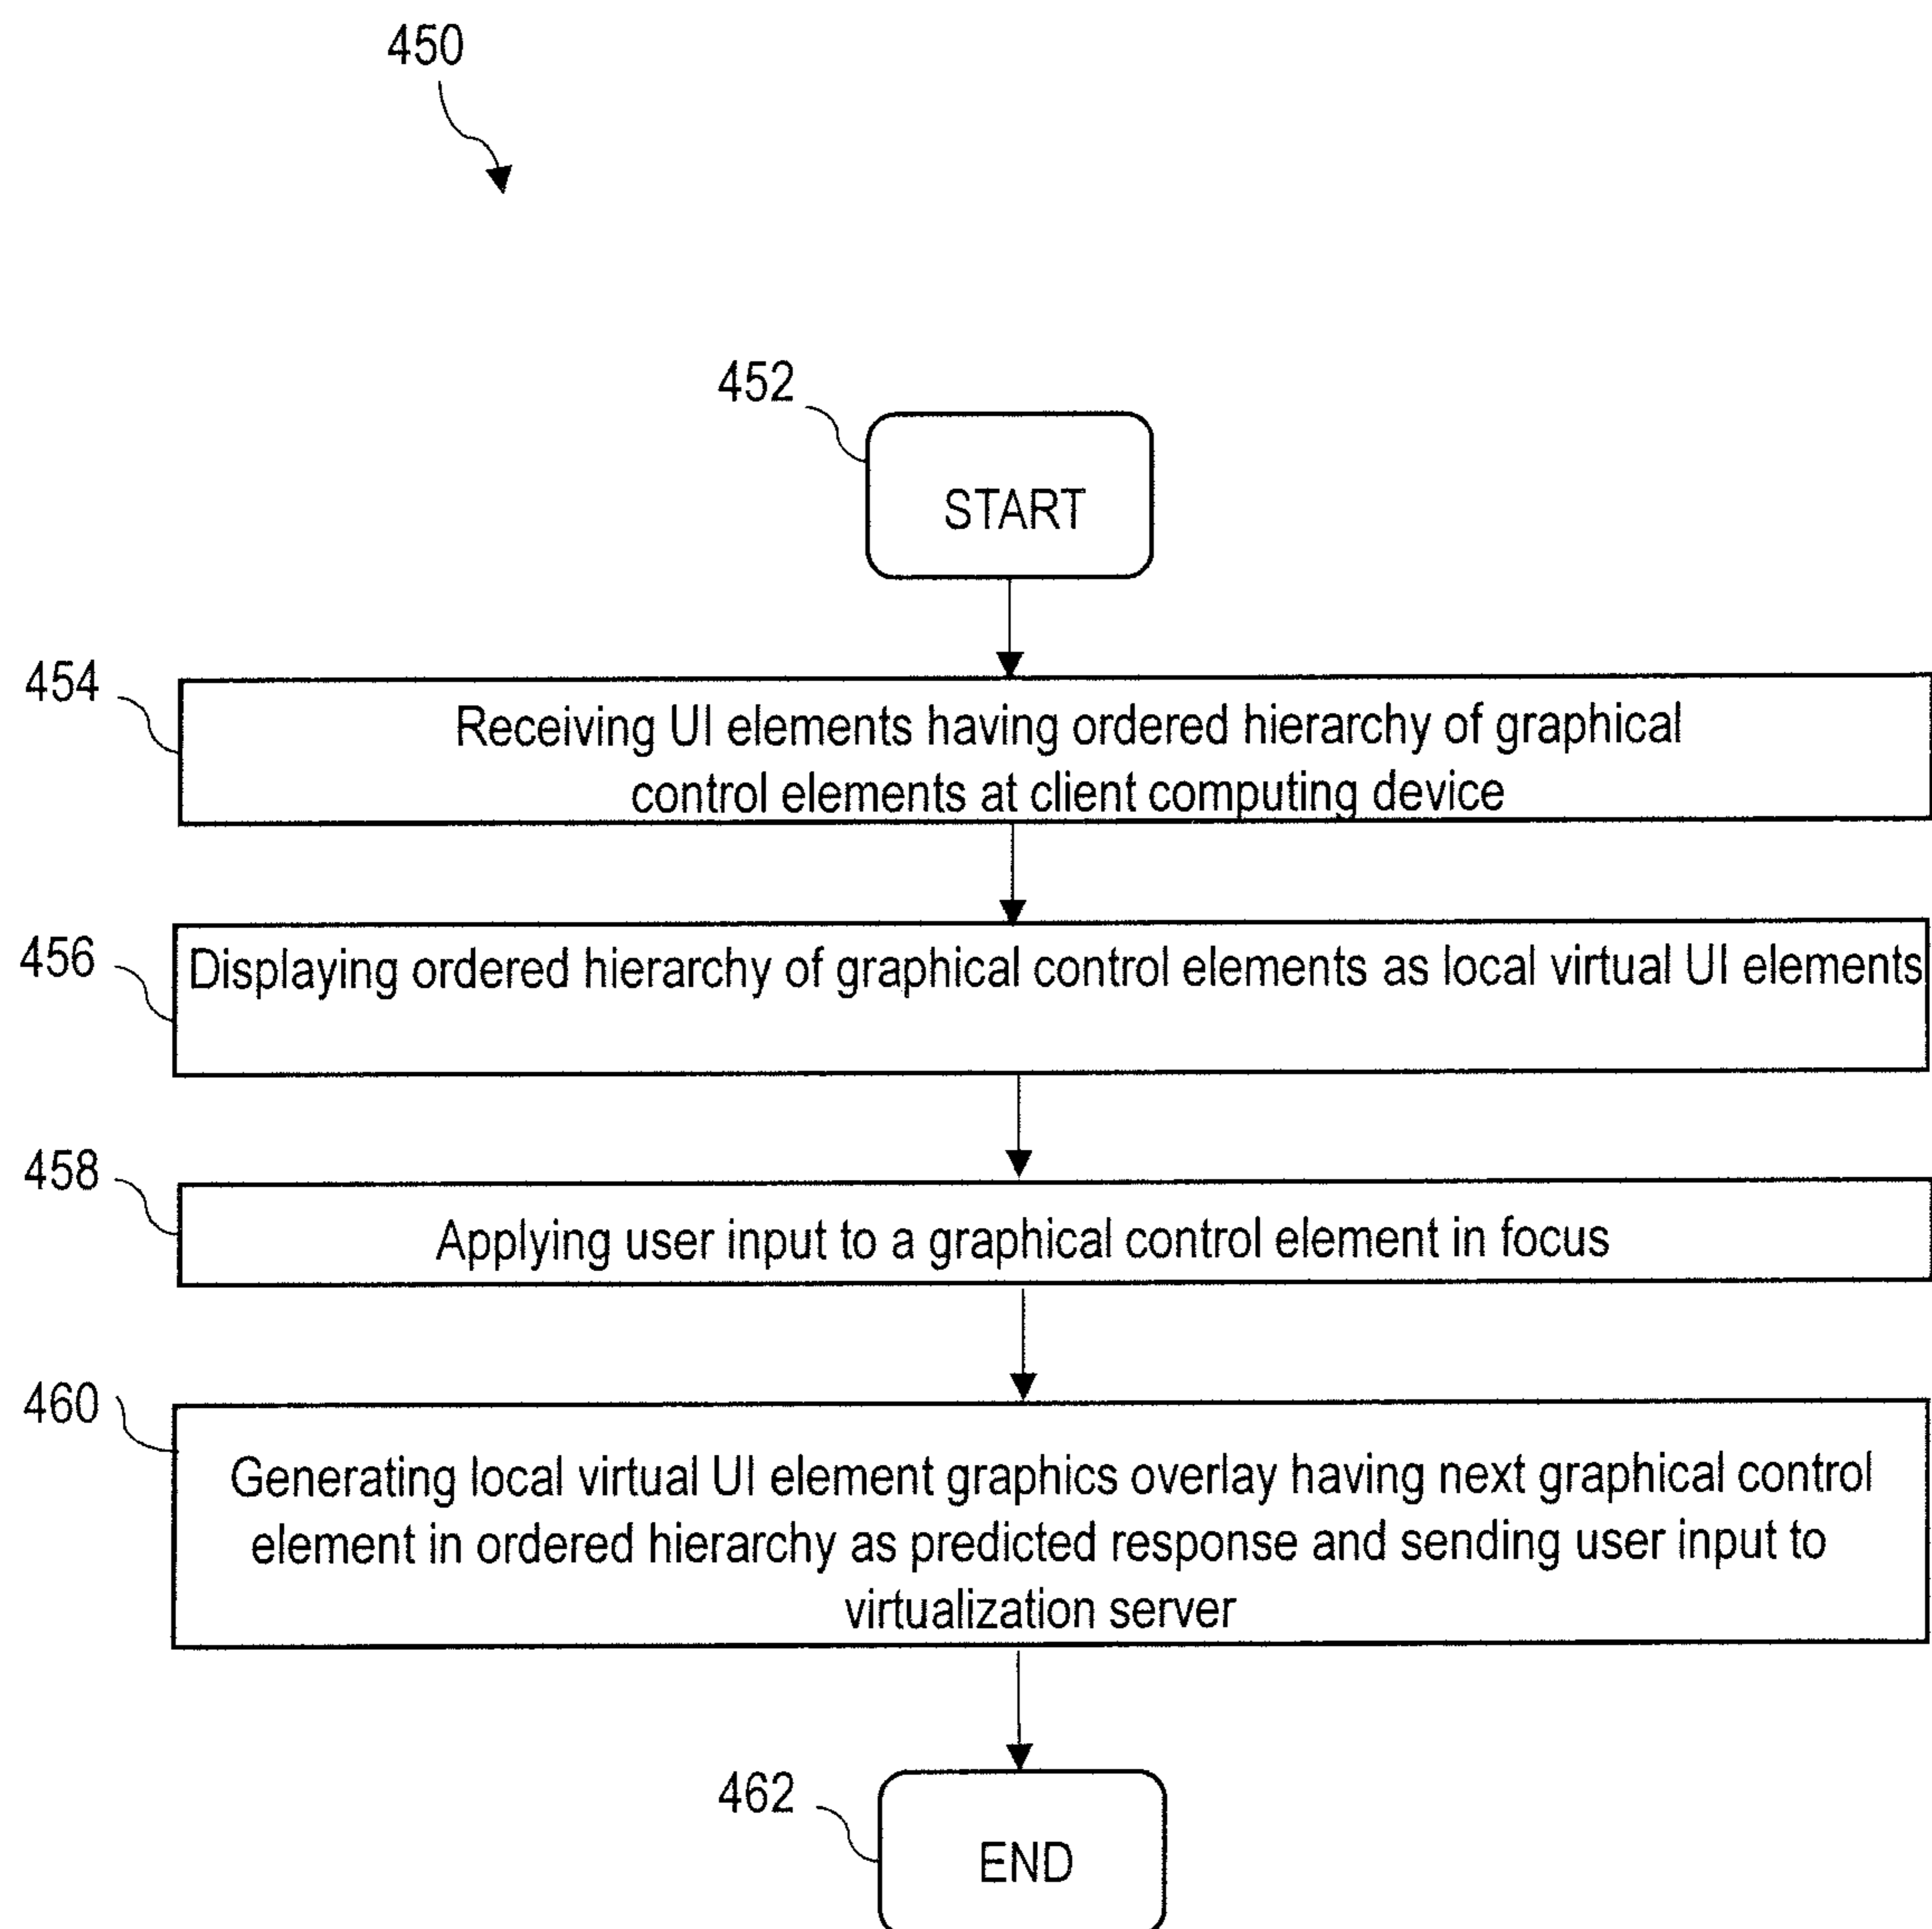 450
452
START
454
Receiving UI elements having ordered hierarchy of graphical
control elements at client computing device
456
Displaying ordered hierarchy of graphical control elements as local virtual UI elements
458
Applying user input to a graphical control element in focus
460
Generating local virtual UI element graphics overlay having next graphical control
element in ordered hierarchy as predicted response and sending user input to
virtualization server
462
END